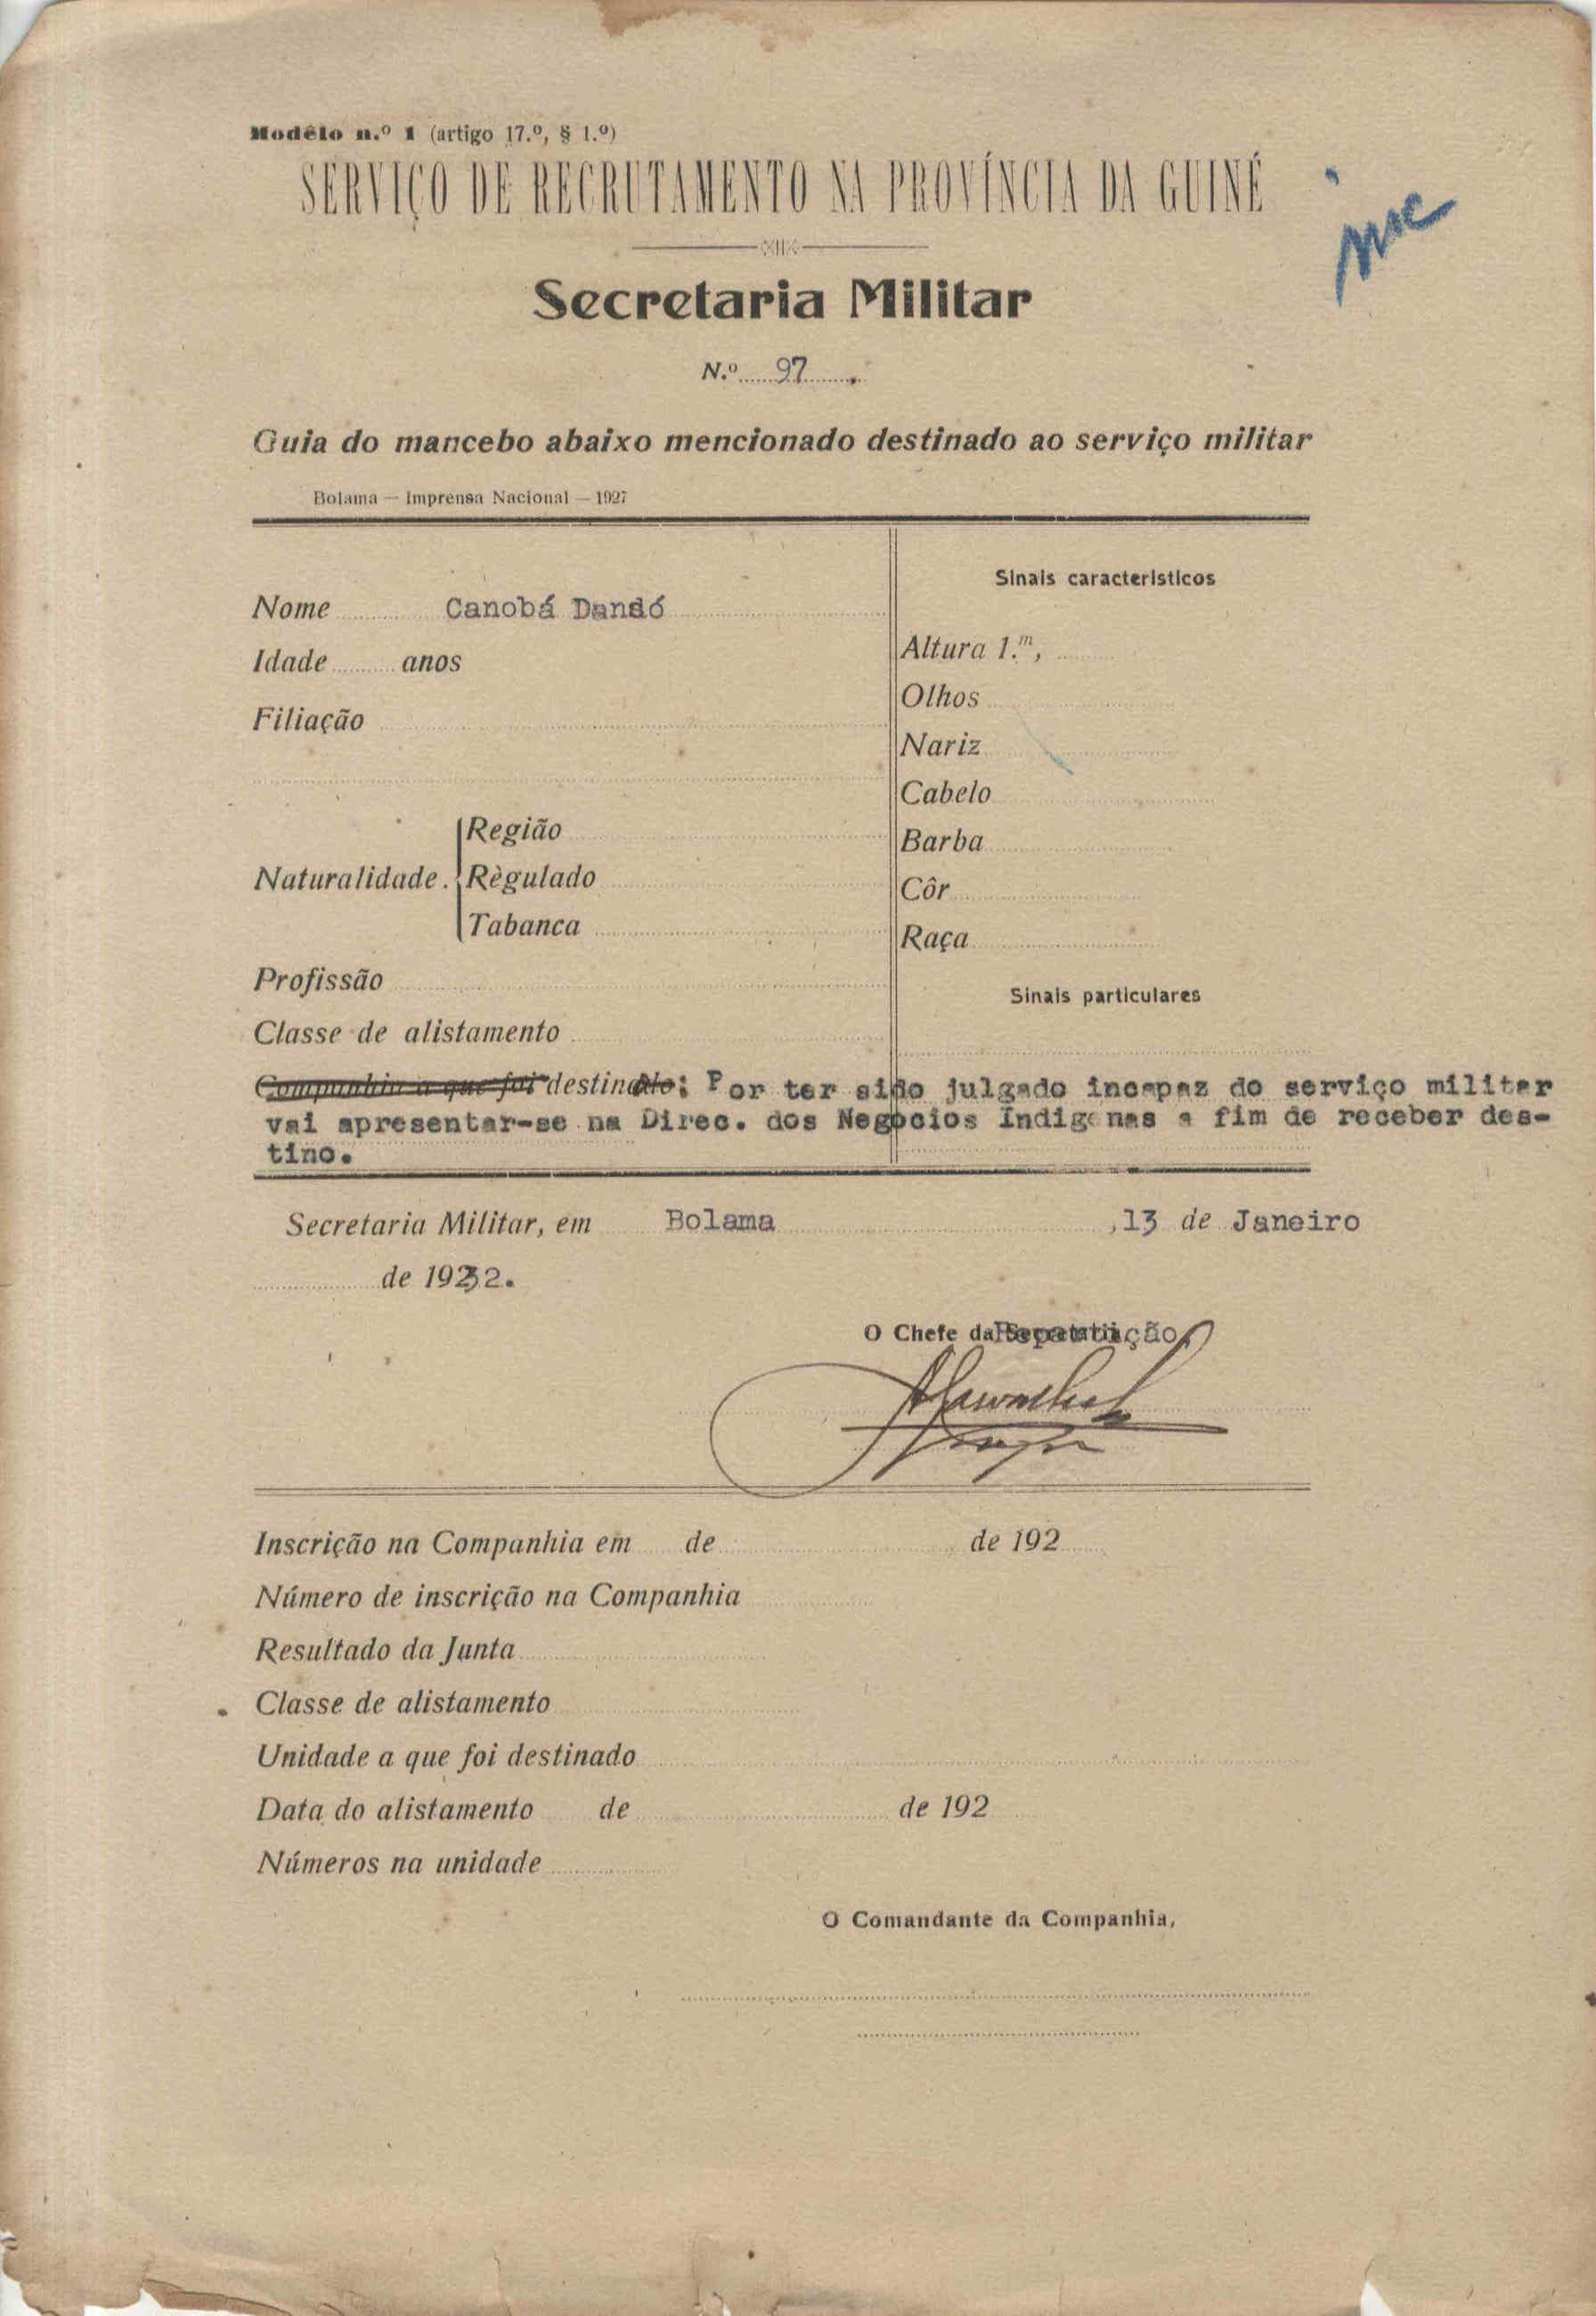 Modêlo n.º 1 (artigo 17.º, § 1.º)
SERVIÇO DE RECRUTAMENTO NA PROVÍNCIA DA GUINÉ
Secretaria Militar
N.º 97.
Guia do mancebo abaixo mencionado destinado ao serviço militar
Bolama — Imprensa Nacional — 1927
Sinais característicos
Nome Canobá Dandó
Idade anos
Altura 1.m,
Olhos
Filiação
Nariz
Cabelo
Região
Barba
Naturalidade. Règulado
Côr
Tabanca
Raça
Profissão
Sinais particulares
Classe de alistamento
Companhia a que foi destinado: Por ter sido julgado incapaz do serviço militar
vai apresentar-se na Direc. dos Negocios Indigenas a fim de receber des-
tino.
Secretaria Militar, em Bolama, 13 de Janeiro
de 1932.
O Chefe da Repartição,
Inscrição na Companhia em de de 192
Número de inscrição na Companhia
Resultado da Junta
Classe de alistamento
Unidade a que foi destinado
Data do alistamento de de 192
Números na unidade
O Comandante da Companhia,